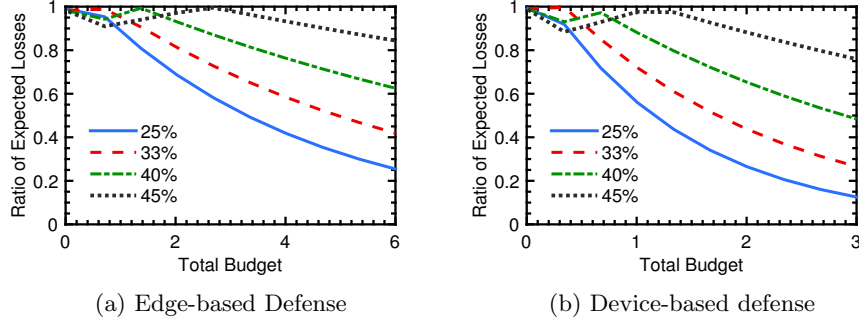 1
0.8
0.6
0.4
0.2
0
Ratio of Expected Losses
25%
33%
40%
45%
0 2 4 6
Total Budget
(a) Edge-based Defense
1
0.8
0.6
0.4
0.2
0
Ratio of Expected Losses
25%
33%
40%
45%
0 1 2 3
Total Budget
(b) Device-based defense